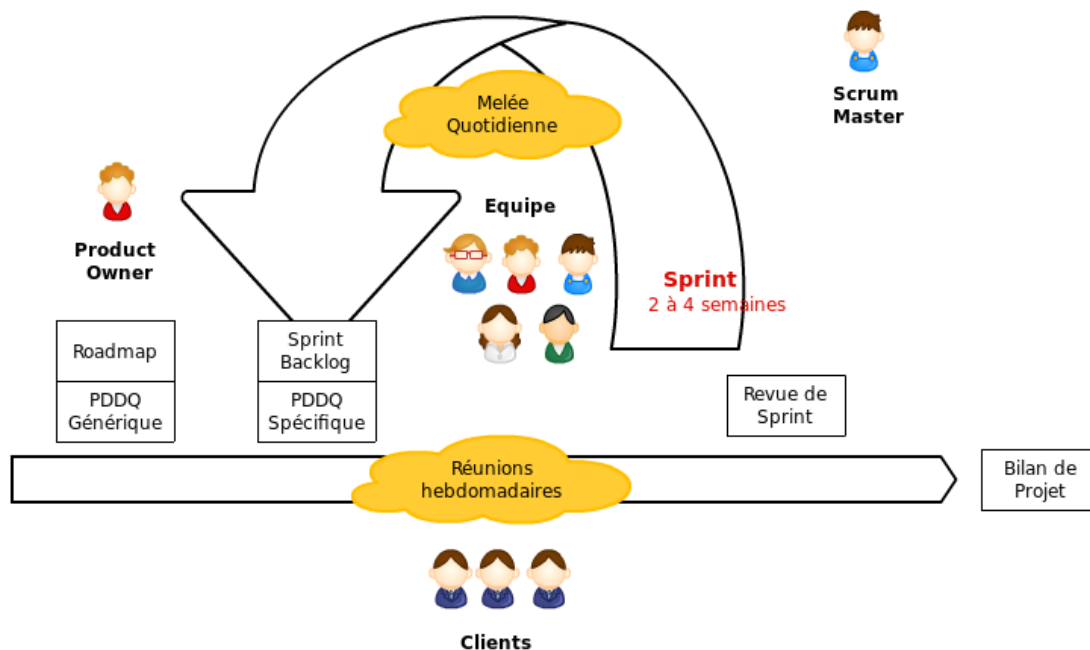 Melée
Quotidienne
Scrum
Master
Equipe
Product
Owner
Sprint
2 à 4 semaines
Roadmap
Sprint
Backlog
PDDQ
Générique
PDDQ
Spécifique
Revue de
Sprint
Réunions
hebdomadaires
Bilan de
Projet
Clients